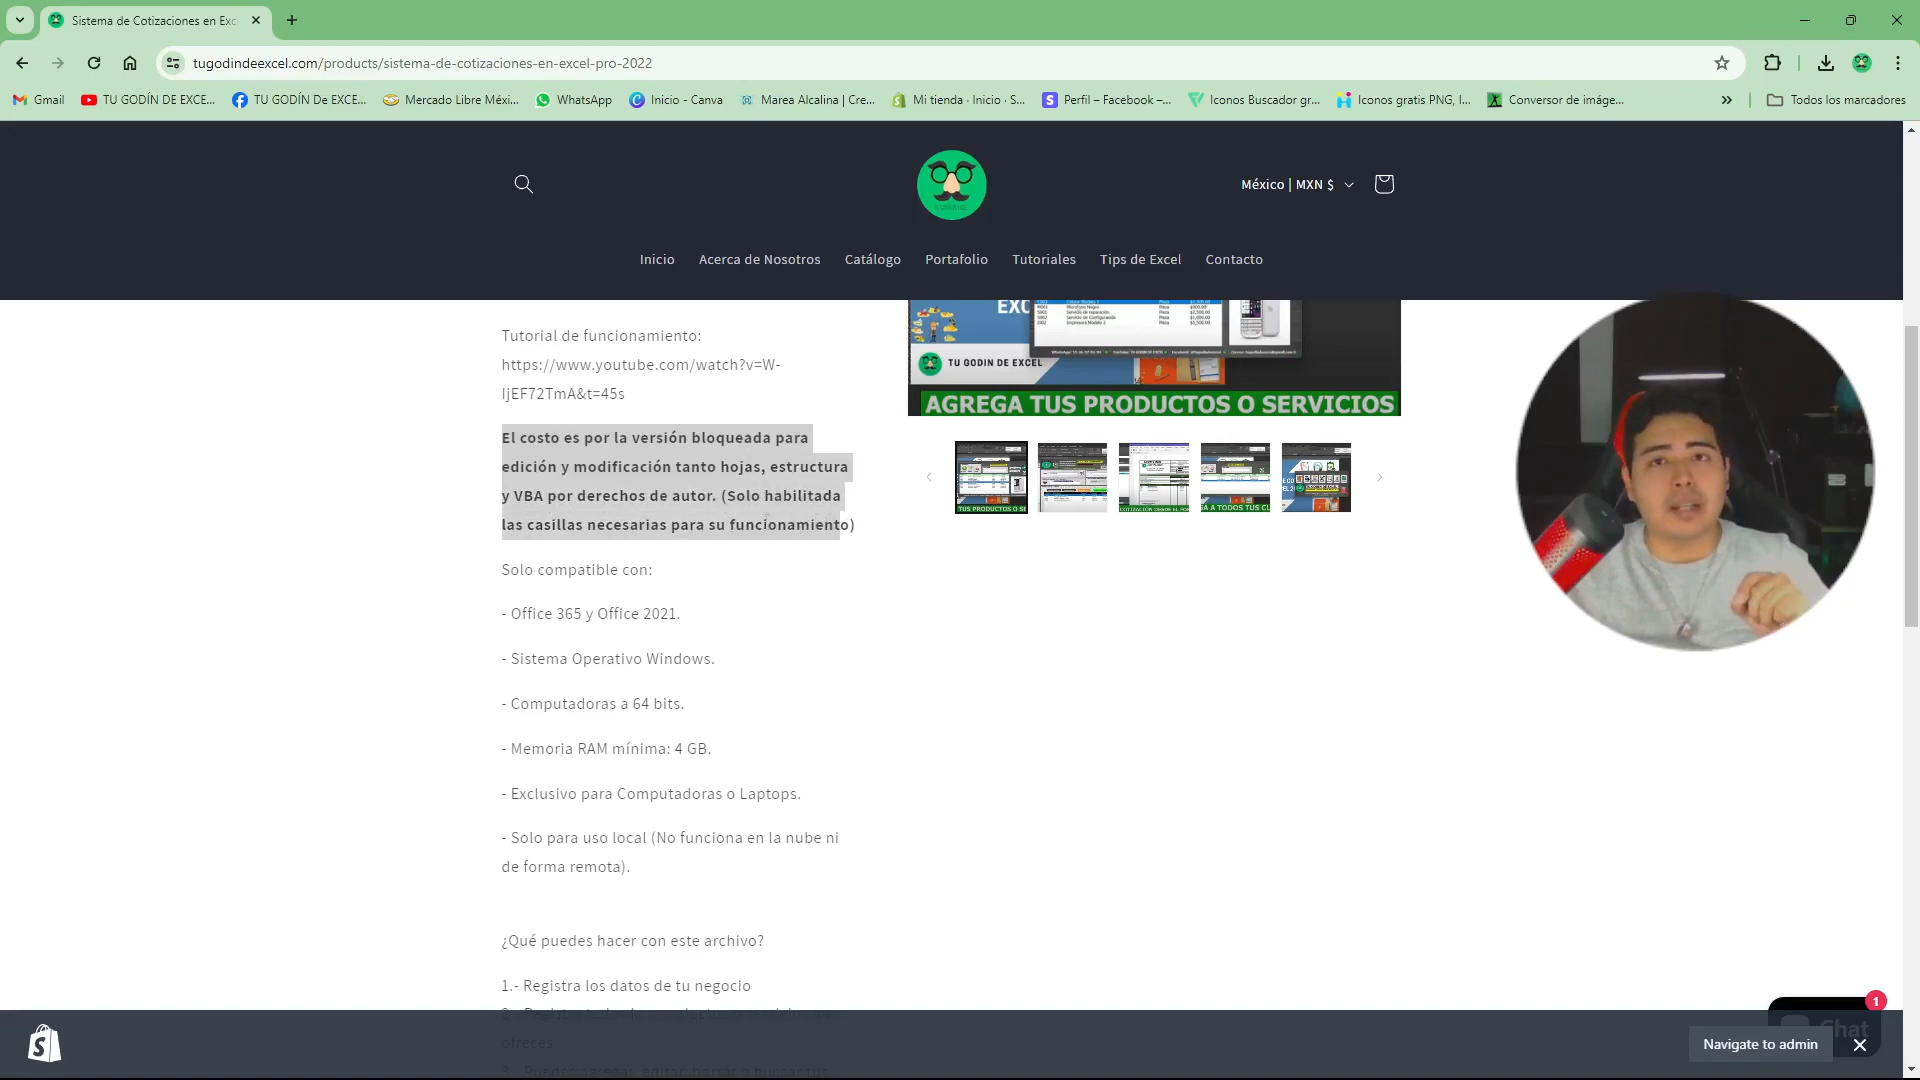 Sistema de Cotizaciones en Exc
tugodindeexcel.com/products/sistema-de-cotizaciones-en-excel-pro-2022
Gmail
TU GODÍN DE EXCE...
TU GODÍN De EXCE...
Mercado Libre Méxi...
WhatsApp
Inicio - Canva
Marea Alcalina | Cre...
Mi tienda · Inicio · S...
Perfil – Facebook –...
Iconos Buscador gr...
Iconos gratis PNG, I...
Conversor de imáge...
»
Todos los marcadores
México | MXN $
Inicio
Acerca de Nosotros
Catálogo
Portafolio
Tutoriales
Tips de Excel
Contacto
Tutorial de funcionamiento:
https://www.youtube.com/watch?v=W-
IjEF72TmA&t=45s
El costo es por la versión bloqueada para
edición y modificación tanto hojas, estructura
y VBA por derechos de autor. (Solo habilitada
las casillas necesarias para su funcionamiento)
Solo compatible con:
- Office 365 y Office 2021.
- Sistema Operativo Windows.
- Computadoras a 64 bits.
- Memoria RAM mínima: 4 GB.
- Exclusivo para Computadoras o Laptops.
- Solo para uso local (No funciona en la nube ni
de forma remota).
¿Qué puedes hacer con este archivo?
1.- Registra los datos de tu negocio
ofreces
EXC
TU GODIN DE EXCEL
AGREGA TUS PRODUCTOS O SERVICIOS
1
Chat
Navigate to admin